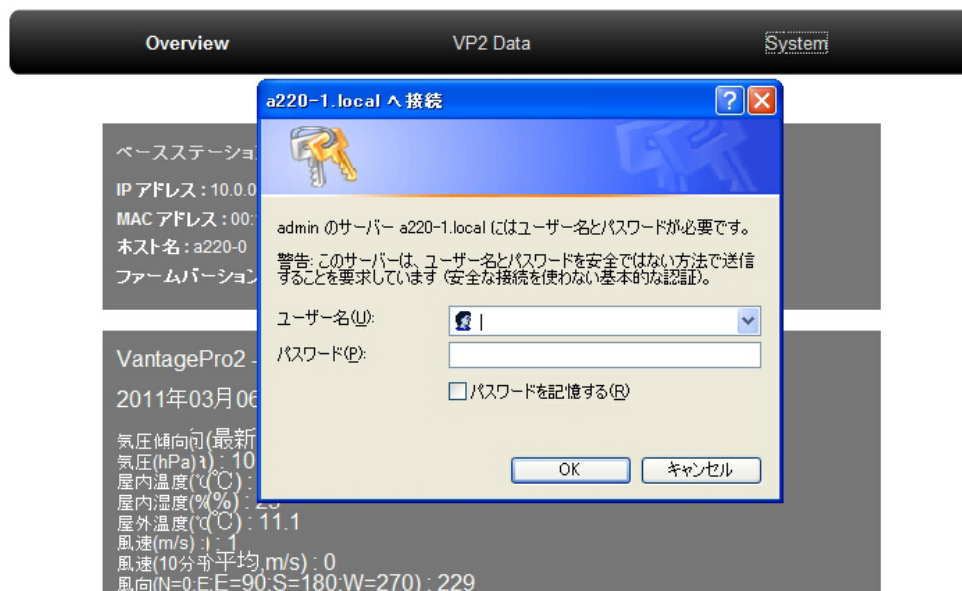 Overview VP2 Data System
a220-1.local へ接続
admin のサーバー a220-1.local にはユーザー名とパスワードが必要です。
警告: このサーバーは、ユーザー名とパスワードを安全ではない方法で送信
することを要求しています (安全な接続を使わない基本的な認証)。
ユーザー名(U):
パスワード(P):
パスワードを記憶する(R)
OK キャンセル
ベースステーショ
IP アドレス : 10.0.0
MAC アドレス : 00:
ホスト名 : a220-0
ファームバージョン
VantagePro2 -
2011年03月06
気圧傾向(最新
気圧(hPa) : 10
屋内温度(℃) :
屋内湿度(%) :
屋外温度(℃) : 11.1
風速(m/s) : 1
風速(10分平均,m/s) : 0
風向(N=0:E=90:S=180:W=270) : 229